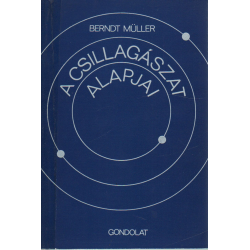 BERNDT MÜLLER
A CSILLAGÁSZAT
ALAPJAI
GONDOLAT